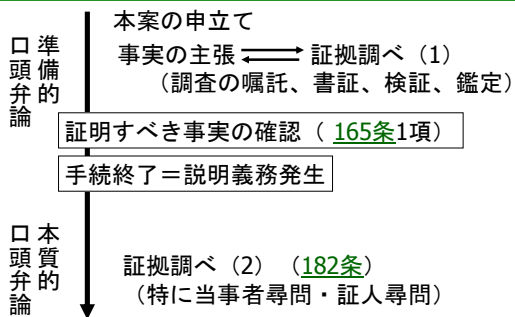 準備的
口頭弁論
本案の申立て
事実の主張 証拠調べ（1）
（調査の嘱託、書証、検証、鑑定）
証明すべき事実の確認（ 165条1項）
手続終了＝説明義務発生
本質的
口頭弁論
証拠調べ（2）（182条）
（特に当事者尋問・証人尋問）